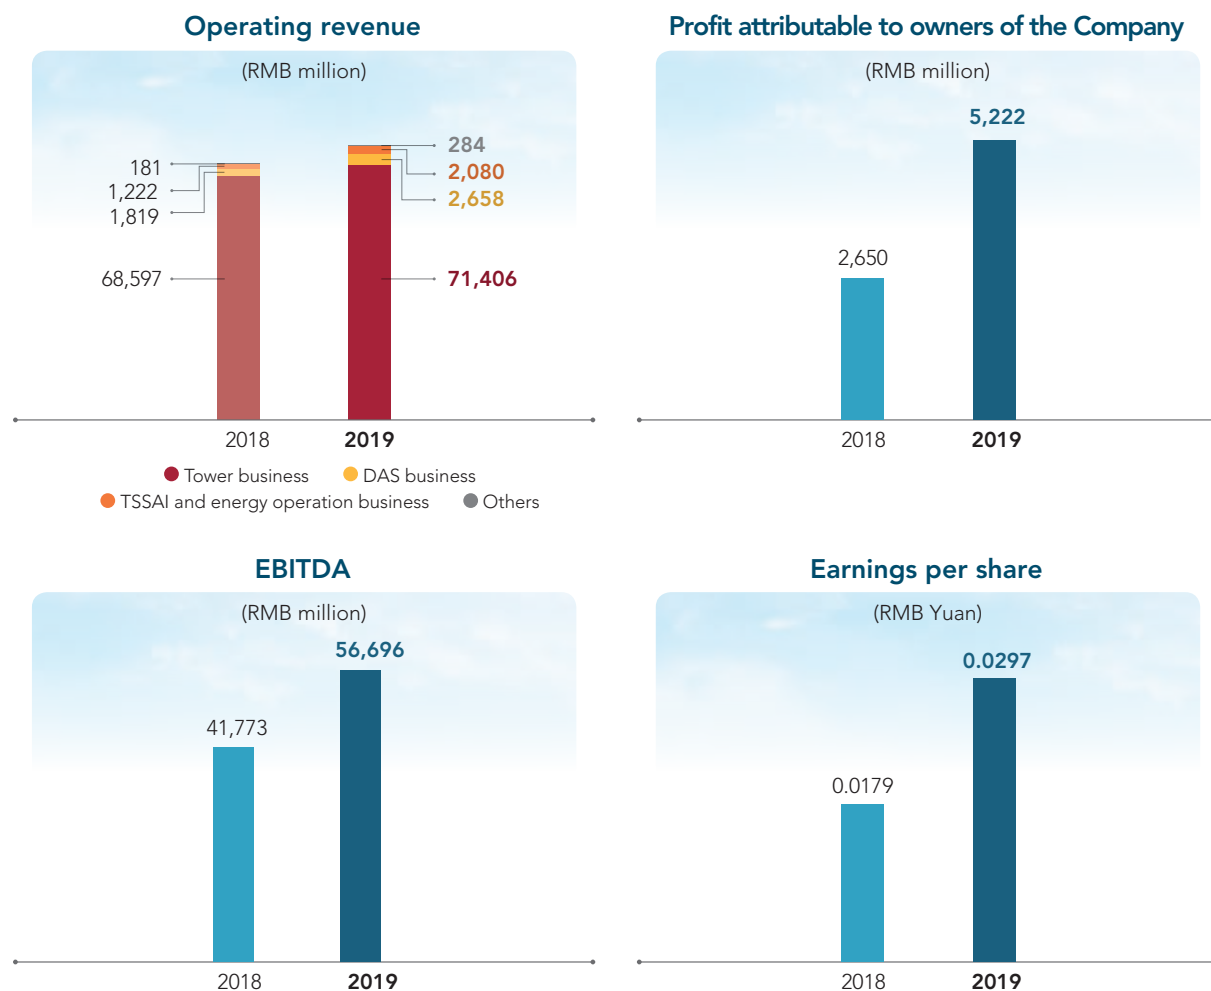 Operating revenue
(RMB million)
181
1,222
1,819
68,597
284
2,080
2,658
71,406
2018
2019
Tower business
DAS business
TSSAI and energy operation business
Others
Profit attributable to owners of the Company
(RMB million)
2,650
5,222
2018
2019
EBITDA
(RMB million)
41,773
56,696
2018
2019
Earnings per share
(RMB Yuan)
0.0179
0.0297
2018
2019